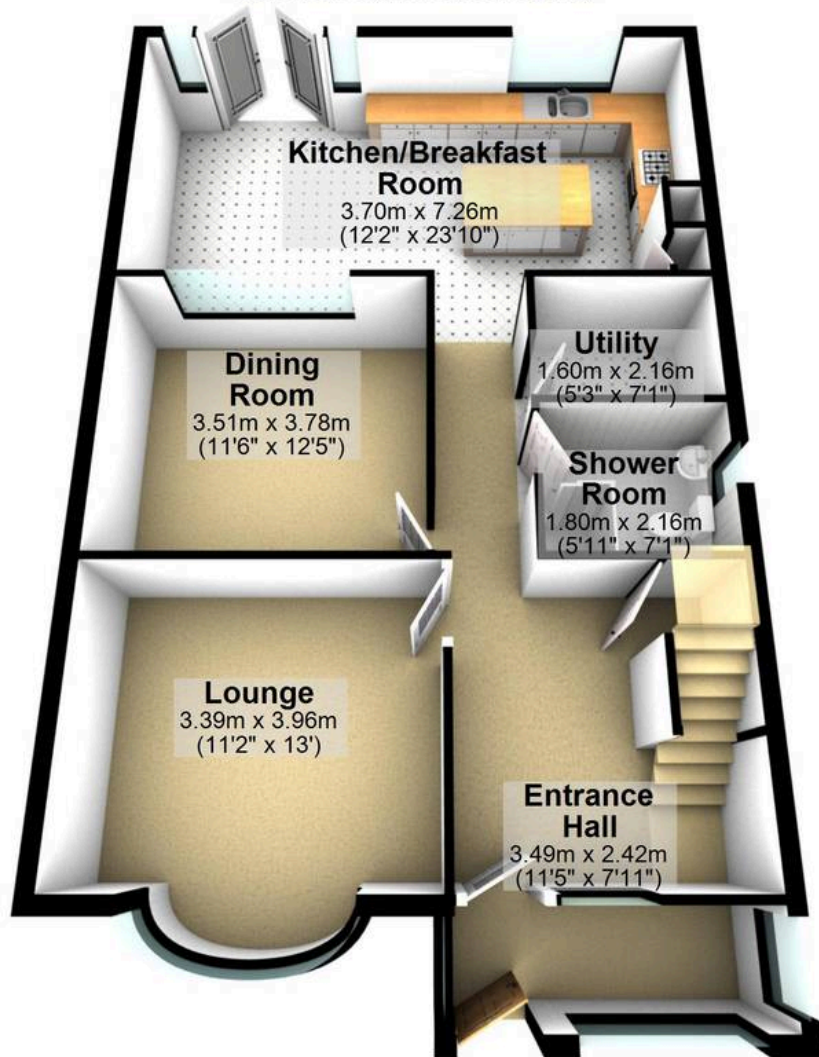 Kitchen/Breakfast
Room
3.70m x 7.26m
(12'2" x 23'10")
Utility
1.60m x 2.16m
(5'3" x 7'1")
Dining
Room
3.51m x 3.78m
(11'6" x 12'5")
Shower
Room
1.80m x 2.16m
(5'11" x 7'1")
Lounge
3.39m x 3.96m
(11'2" x 13')
Entrance
Hall
3.49m x 2.42m
(11'5" x 7'11")